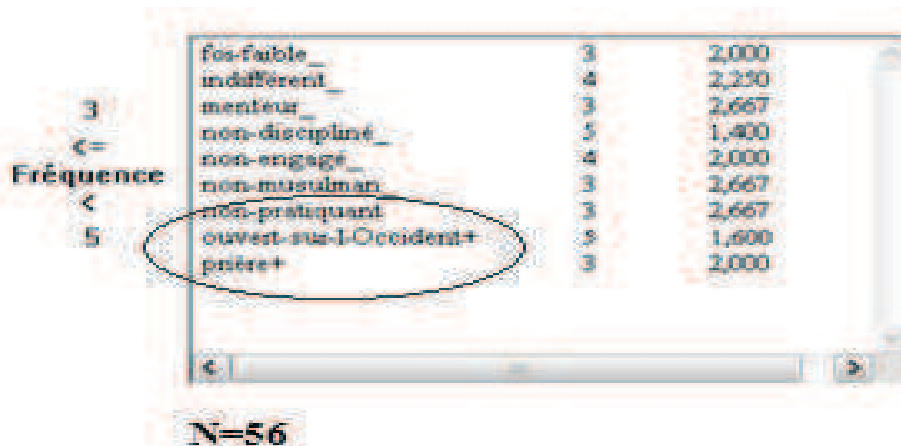 fos-faible_ 3 2,000
indifférent_ 4 2,250
menteur_ 3 2,667
non-discipliné_ 5 1,400
non-engagé_ 4 2,000
non-musulman_ 3 2,667
non-pratiquant 3 2,667
ouvert-sur-l-Occident+ 5 1,600
prière+ 3 2,000
3
<=
Fréquence
<
5
N=56